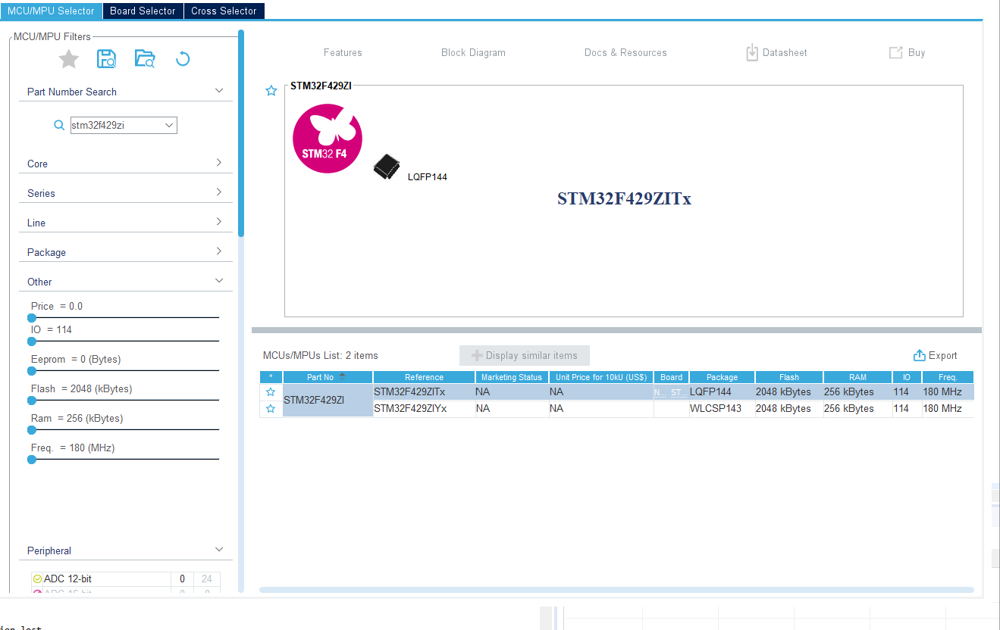 MCU/MPU Selector Board Selector Cross Selector
MCU/MPU Filters
Part Number Search
stm32f429zi
Core
Series
Line
Package
Other
Price = 0.0
IO = 114
Eeprom = 0 (Bytes)
Flash = 2048 (kBytes)
Ram = 256 (kBytes)
Freq. = 180 (MHz)
Peripheral
ADC 12-bit 0 24
Features Block Diagram Docs & Resources Datasheet Buy
STM32F429ZI
STM32 F4
LQFP144
STM32F429ZITx
MCUs/MPUs List: 2 items Display similar items Export
* Part No Reference Marketing Status Unit Price for 10kU (US$) Board Package Flash RAM IO Freq.
STM32F429ZI STM32F429ZITx NA NA N... ST... LQFP144 2048 kBytes 256 kBytes 114 180 MHz
STM32F429ZIYx NA NA WLCSP143 2048 kBytes 256 kBytes 114 180 MHz